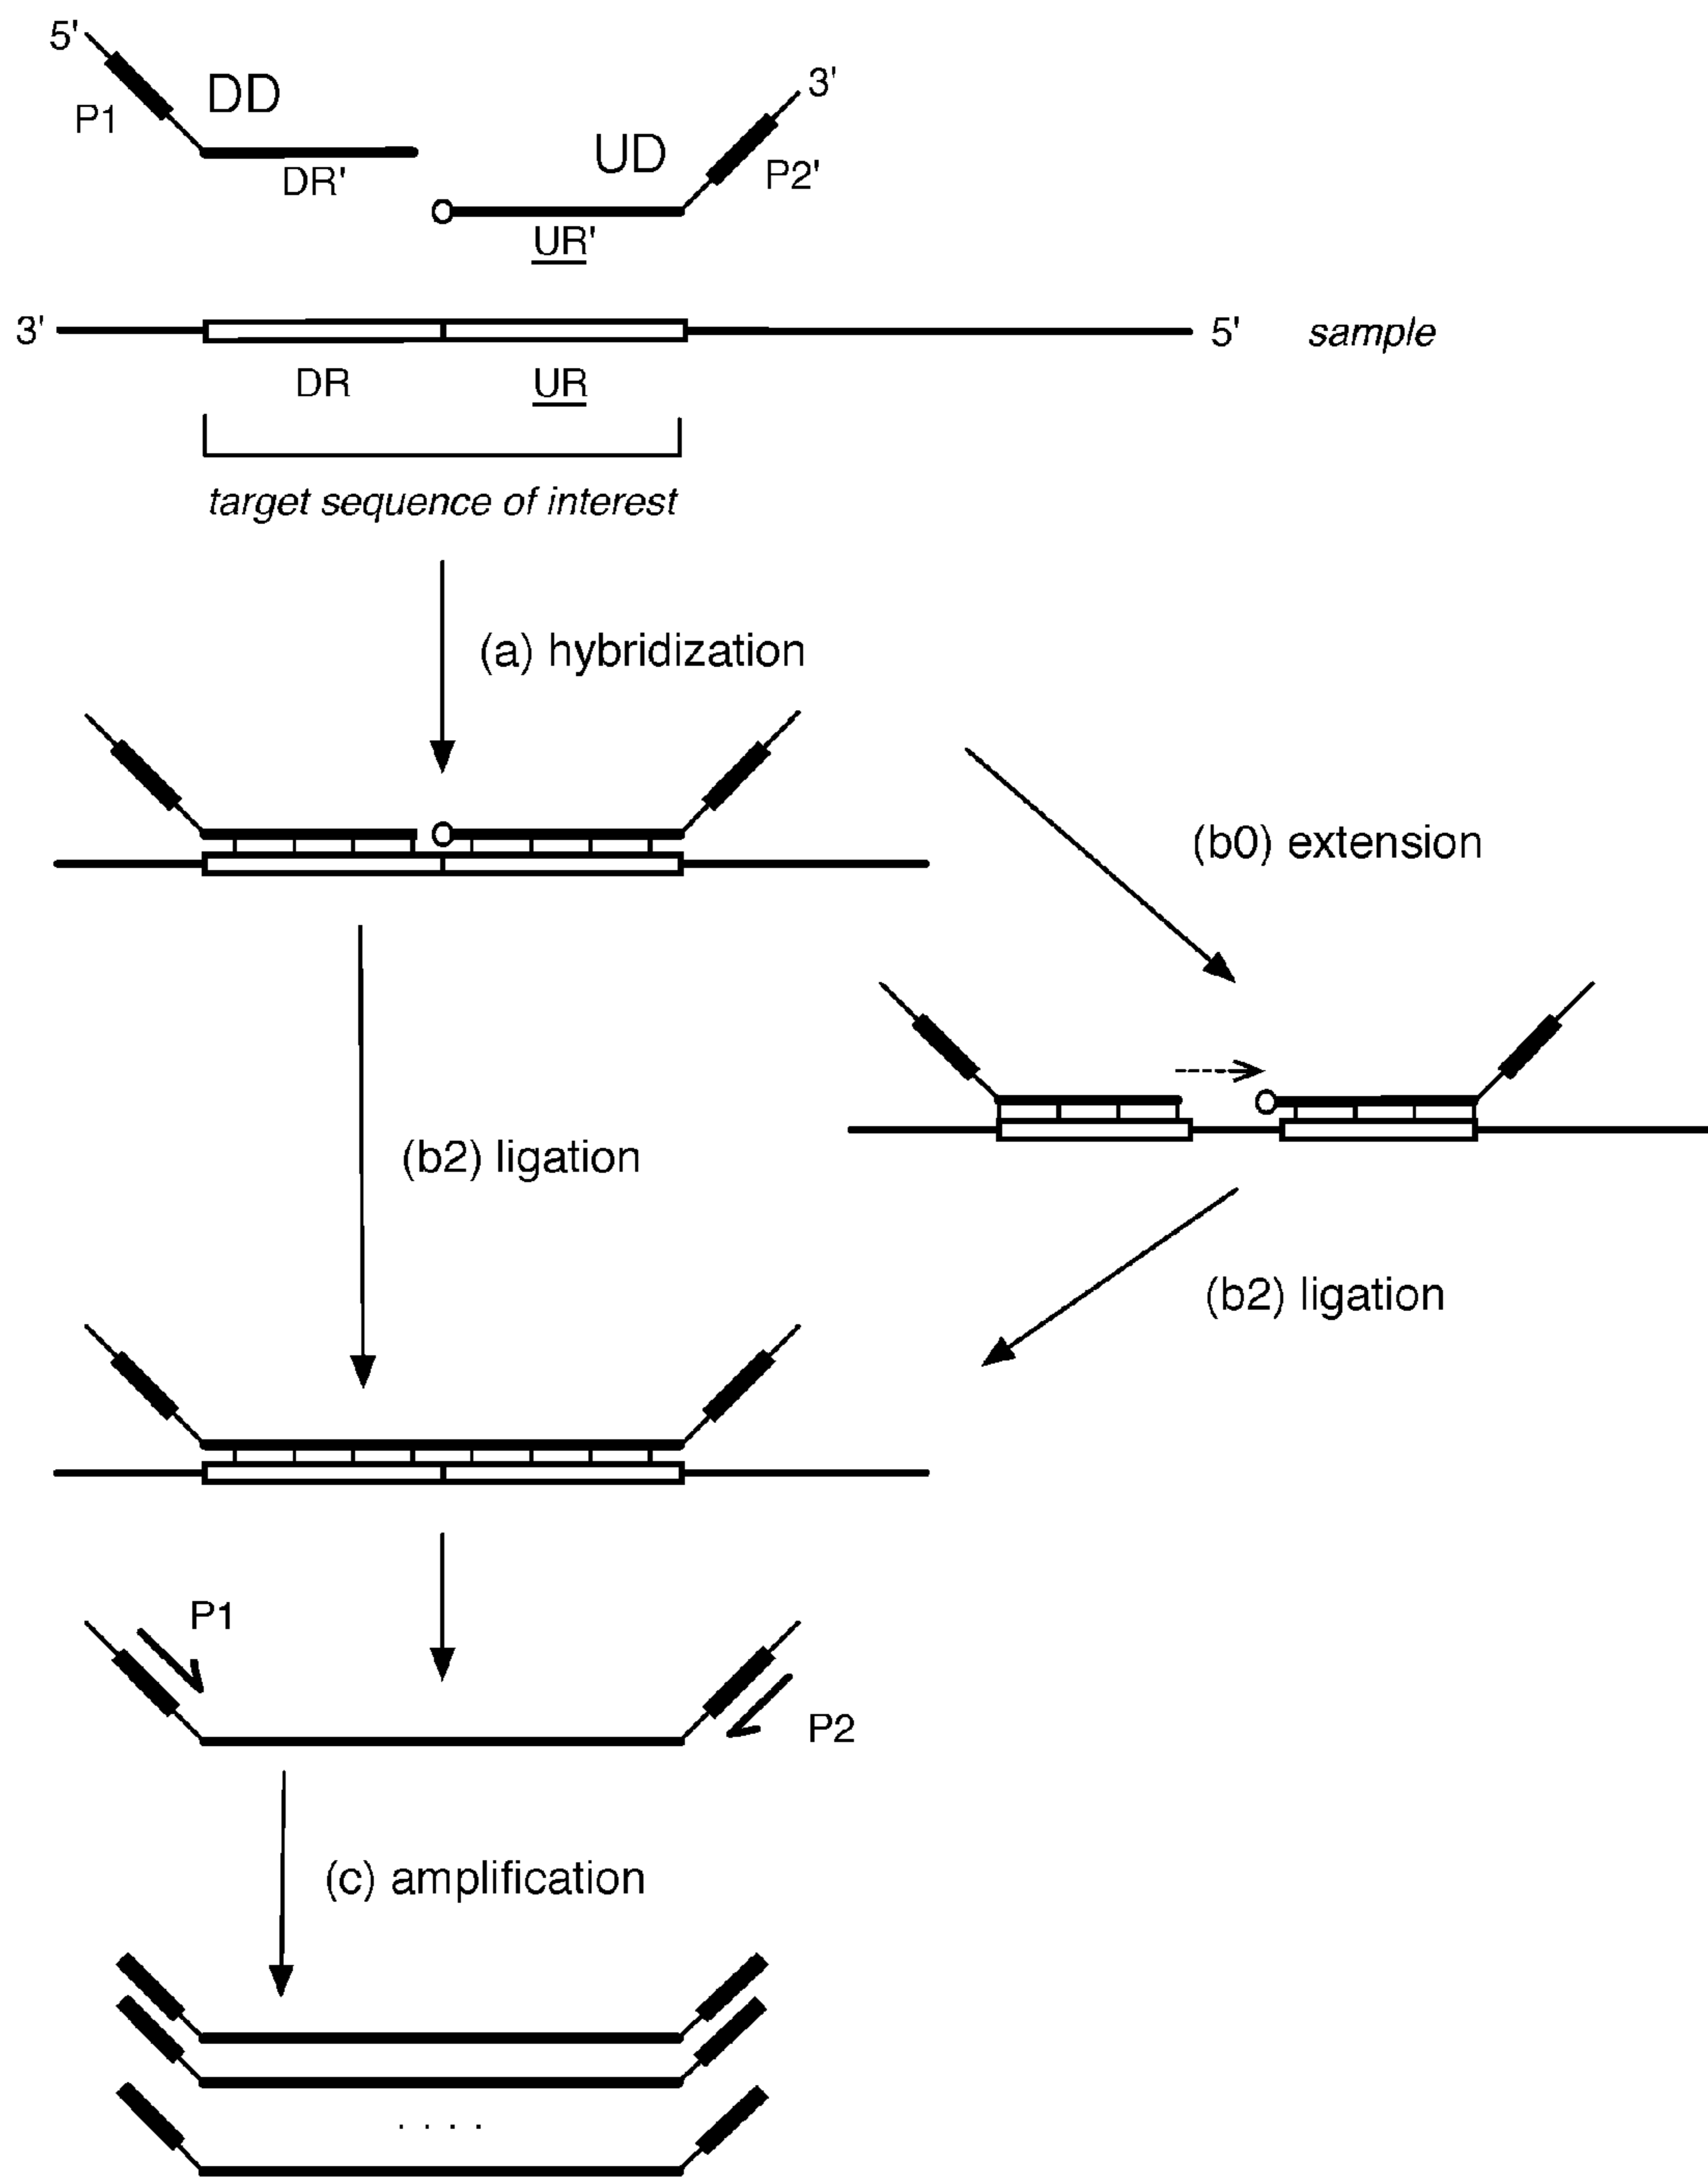 5'
3'
DD
P1
UD
DR'
P2'
UR'
3'
5'
sample
DR
UR
target sequence of interest
(a) hybridization
(b0) extension
(b2) ligation
(b2) ligation
P1
P2
(c) amplification
. . . .